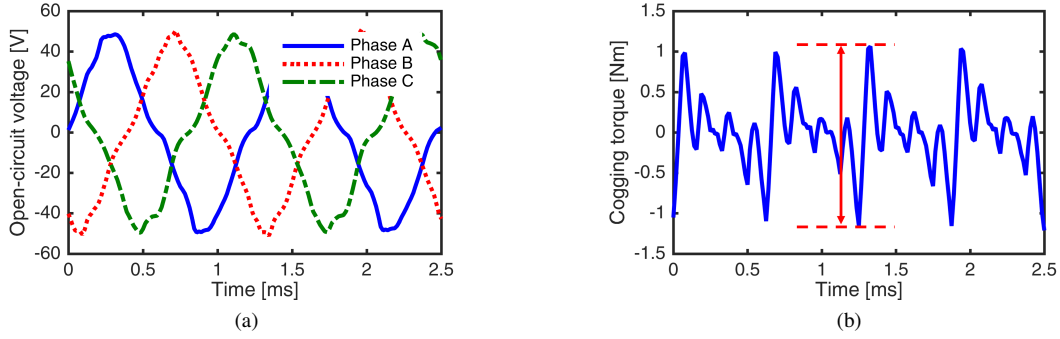 60
40
20
0
-20
-40
-60
Open-circuit voltage [V]
Phase A
Phase B
Phase C
0
0.5
1
1.5
2
2.5
Time [ms]
(a)
1.5
1
0.5
0
-0.5
-1
-1.5
Cogging torque [Nm]
0
0.5
1
1.5
2
2.5
Time [ms]
(b)